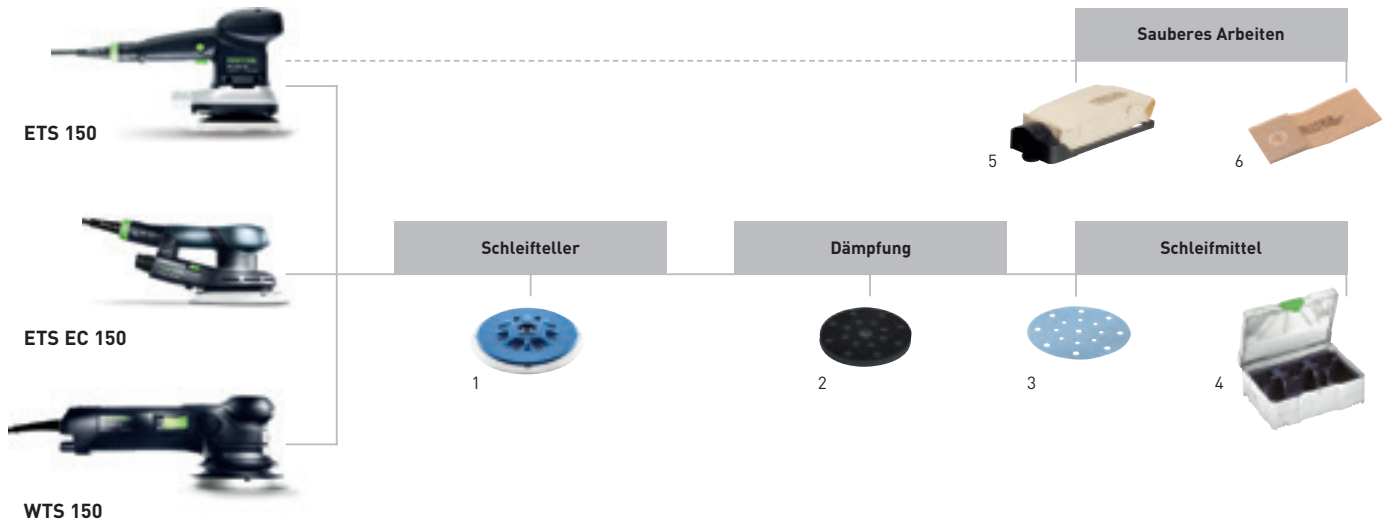 Sauberes Arbeiten
ETS 150
5
6
Schleifteller
Dämpfung
Schleifmittel
ETS EC 150
1
2
3
4
WTS 150